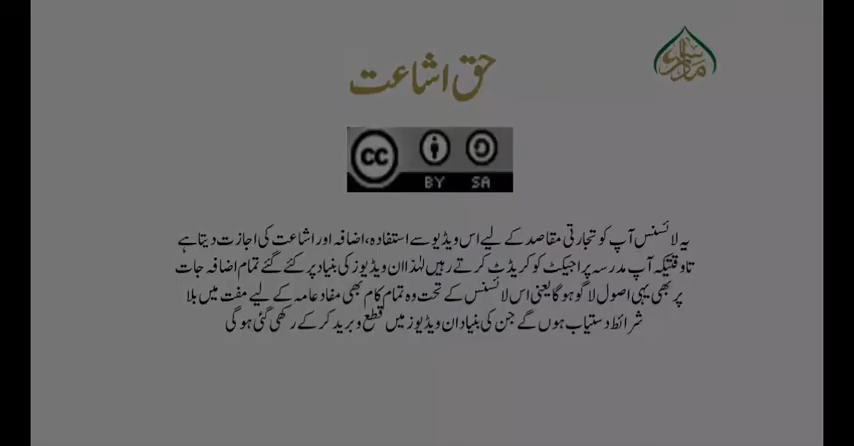 حق اشاعت
cc
BY SA
یہ لائسنس آپ کو تجارتی مقاصد کے لیے اس ویڈیو سے استفادہ، اضافہ اور اشاعت کی اجازت دیتا ہے
تاوقتیکہ آپ مدرسہ پراجیکٹ کو کریڈٹ کرتے رہیں لہٰذا ان ویڈیوز کی بنیاد پر کئے گئے تمام اضافہ جات
پر بھی یہی اصول لاگو ہوگا یعنی اس لائسنس کے تحت وہ تمام کام بھی مفاد عامہ کے لیے مفت میں بلا
شرائط دستیاب ہوں گے جن کی بنیاد ان ویڈیوز میں قطع و برید کر کے رکھی گئی ہو گی